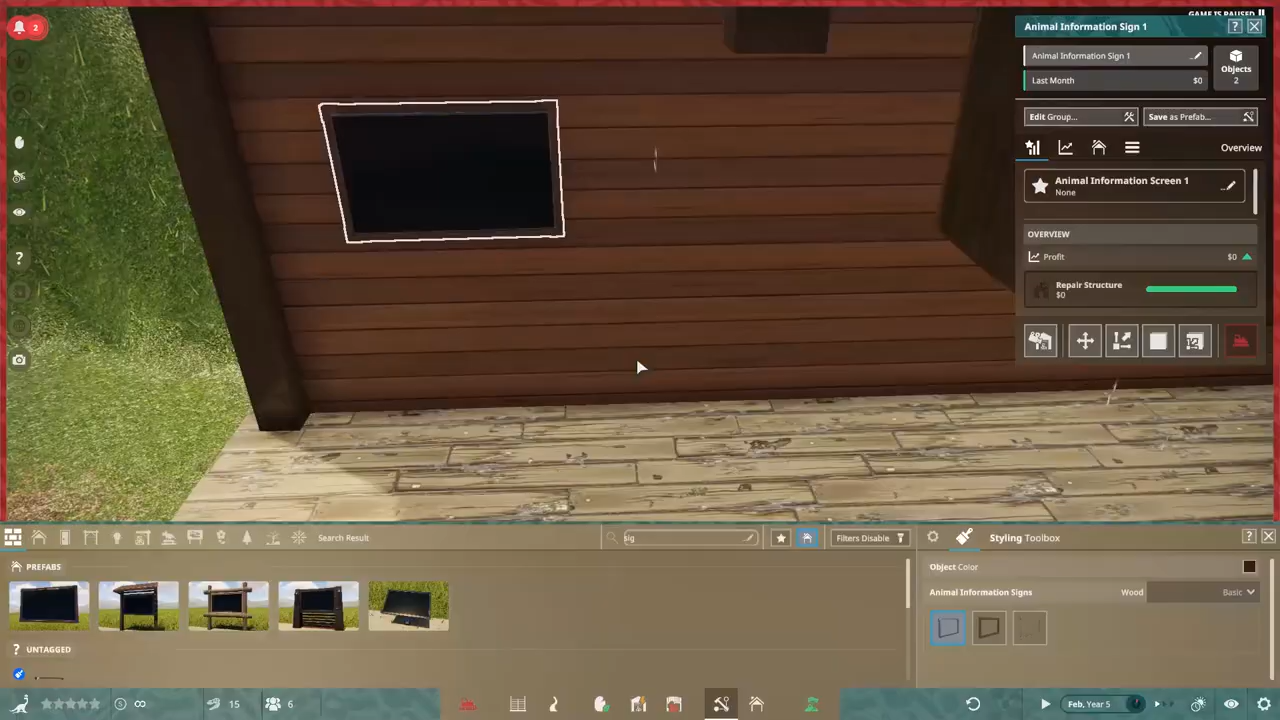 GAME IS PAUSED
2
Animal Information Sign 1
?
Animal Information Sign 1
Objects
2
Last Month $0
Edit Group...
Save as Prefab...
Overview
Animal Information Screen 1
None
OVERVIEW
Profit $0
Repair Structure
$0
?
Search Result
sig
Filters Disable
Styling Toolbox
?
PREFABS
Object Color
Animal Information Signs Wood Basic
? UNTAGGED
∞
15
6
Feb, Year 5